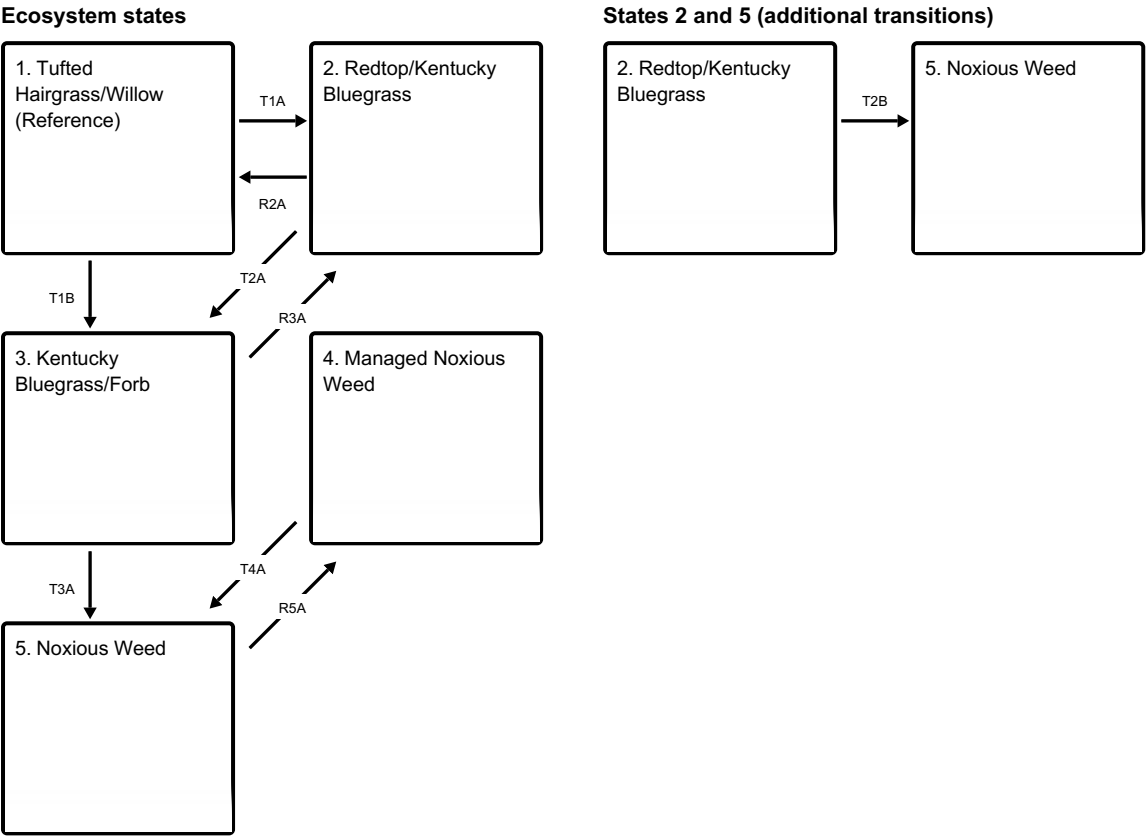 Ecosystem states
1. Tufted
Hairgrass/Willow
(Reference)
T1A
R2A
2. Redtop/Kentucky
Bluegrass
T1B
T2A
R3A
3. Kentucky
Bluegrass/Forb
4. Managed Noxious
Weed
T3A
T4A
R5A
5. Noxious Weed
States 2 and 5 (additional transitions)
2. Redtop/Kentucky
Bluegrass
T2B
5. Noxious Weed